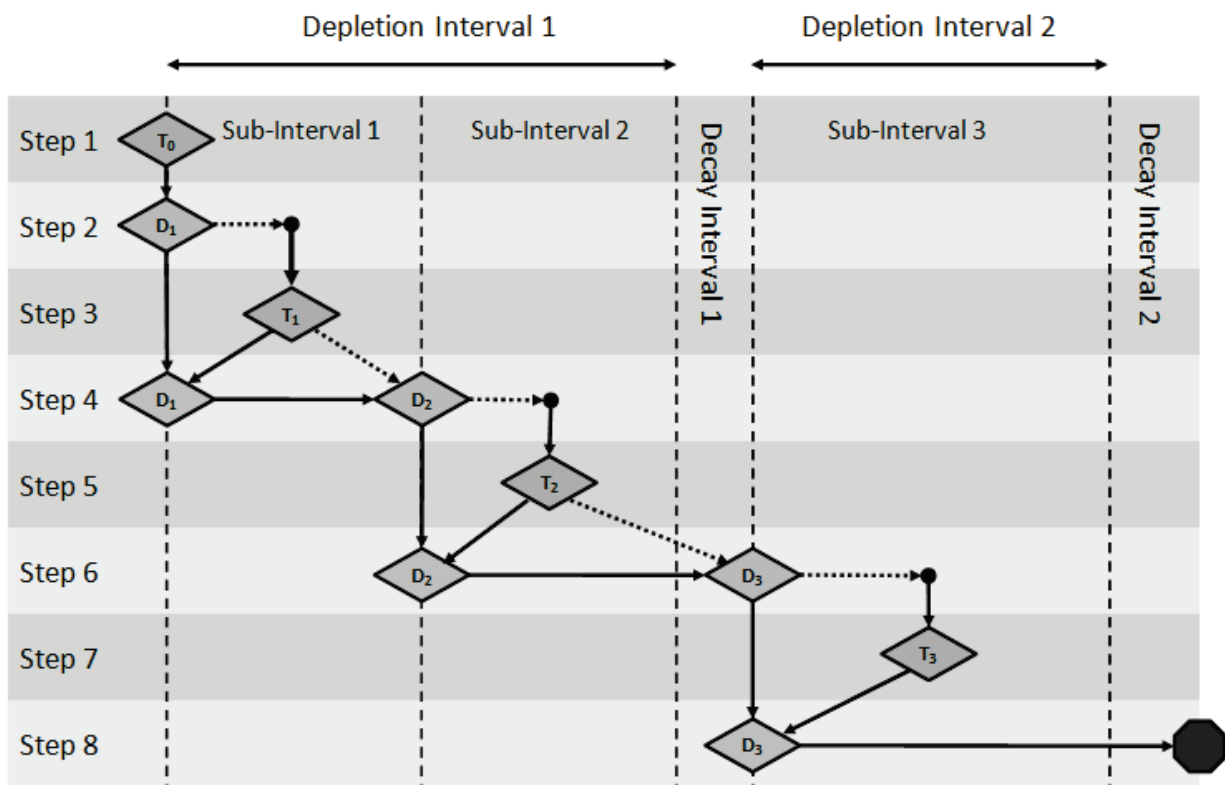 Depletion Interval 1
Depletion Interval 2
Step 1
T₀
Sub-Interval 1
Sub-Interval 2
Decay Interval 1
Sub-Interval 3
Decay Interval 2
Step 2
D₁
Step 3
T₁
Step 4
D₁
D₂
Step 5
T₂
Step 6
D₂
D₃
Step 7
T₃
Step 8
D₃